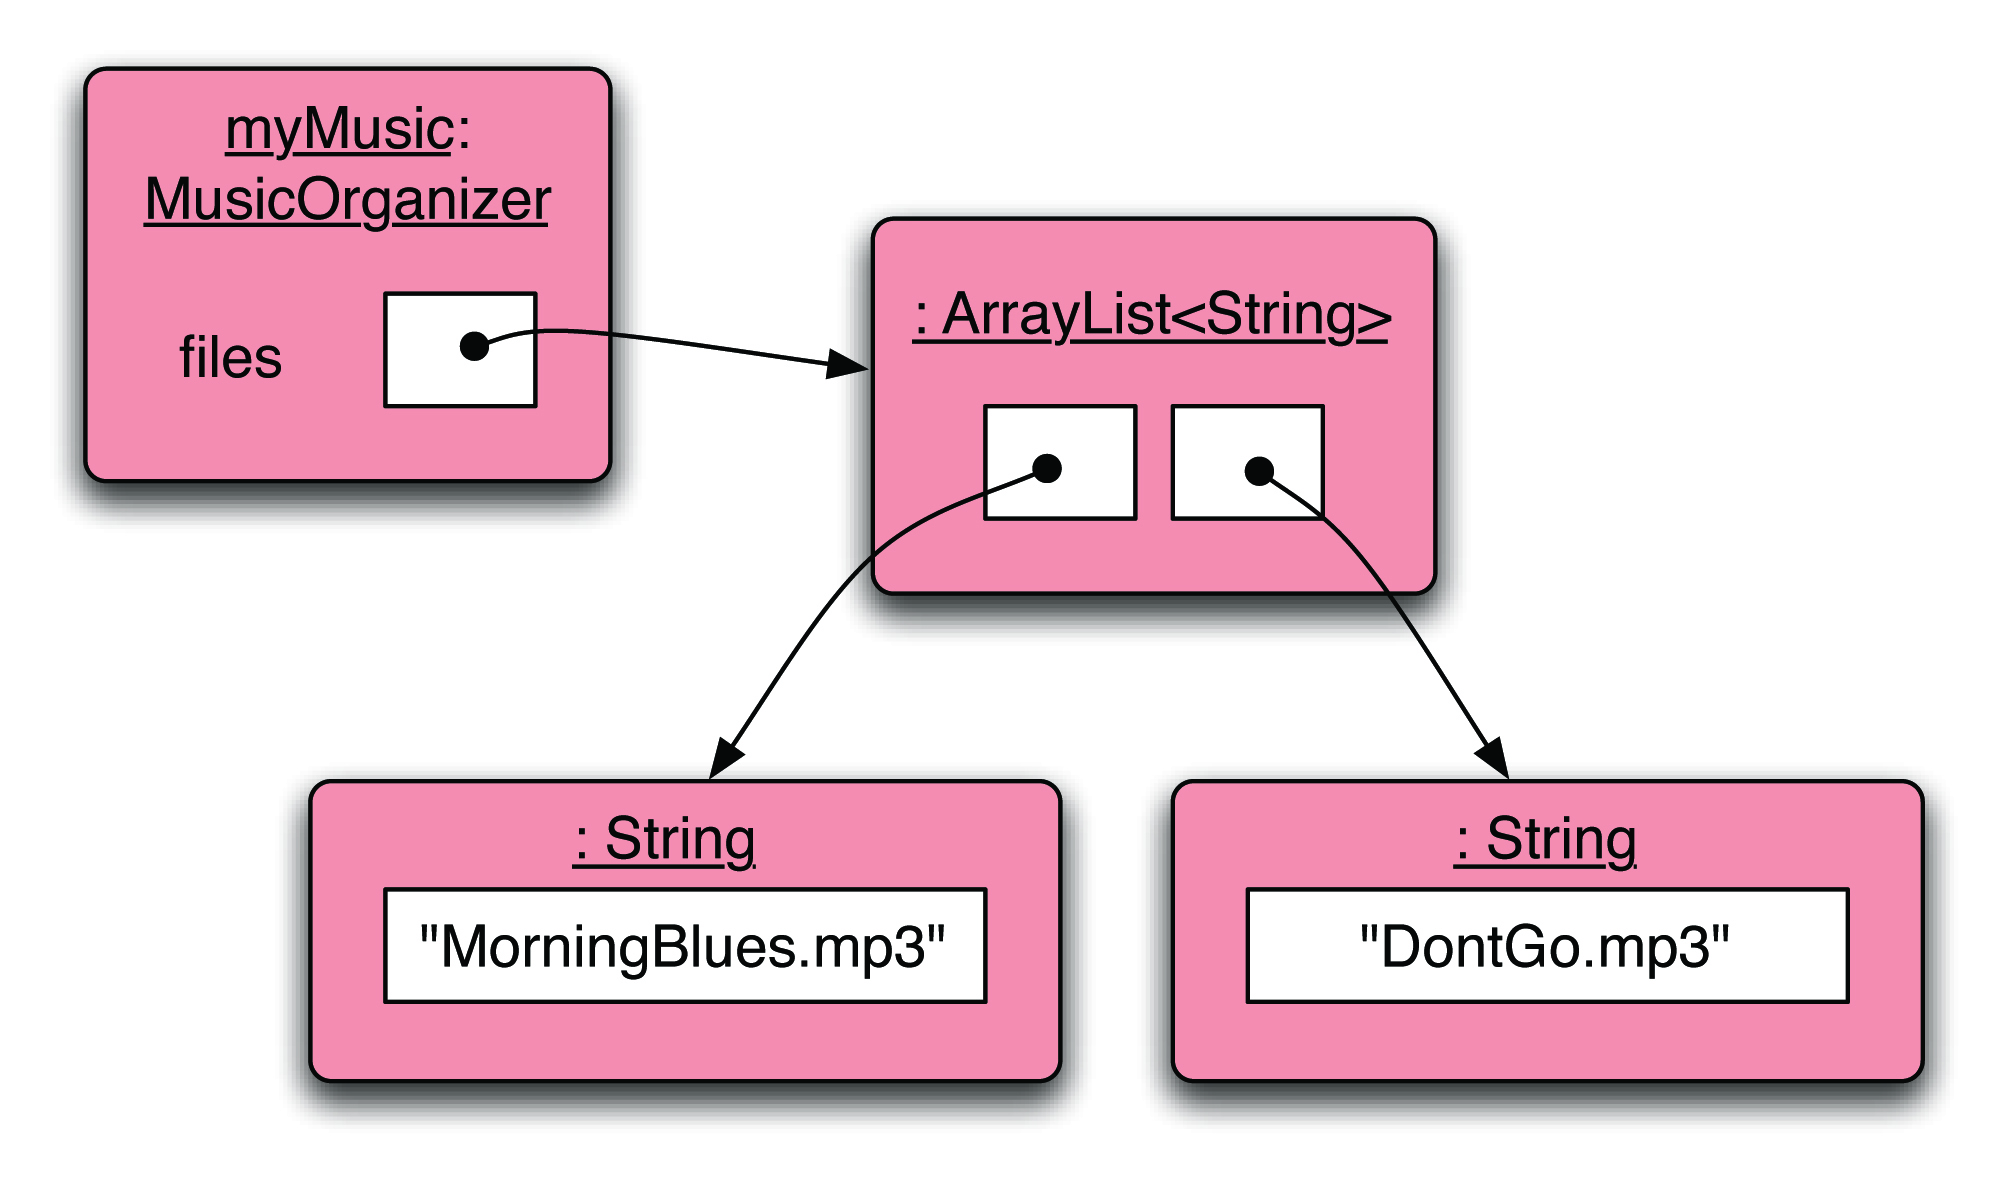 myMusic:
MusicOrganizer
files
: ArrayList<String>
: String
"MorningBlues.mp3"
: String
"DontGo.mp3"